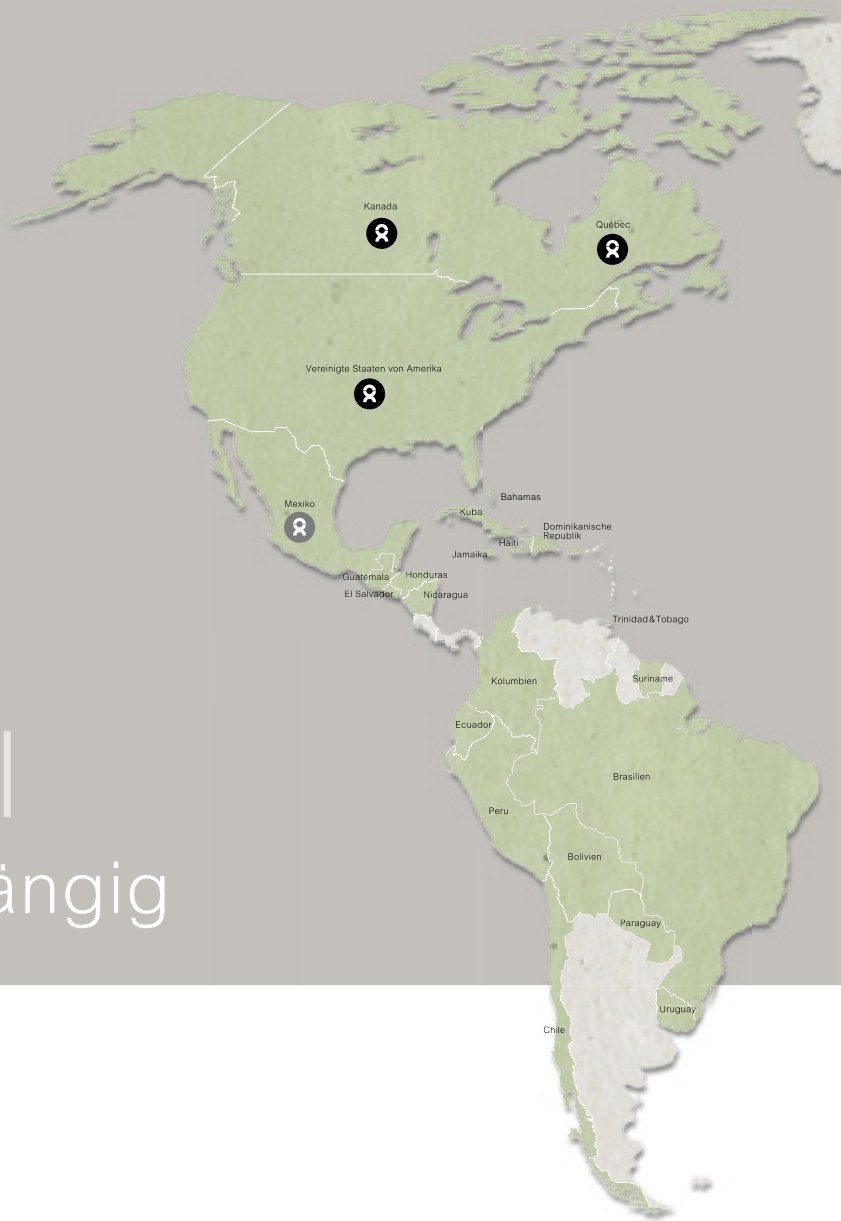 Kanada
Québec
Vereinigte Staaten von Amerika
Mexiko
Bahamas
Kuba
Dominikanische
Republik
Haiti
Jamaika
Guatemala
Honduras
El Salvador
Nicaragua
Trinidad&Tobago
Kolumbien
Suriname
Ecuador
Brasilien
l
Peru
Bolivien
ängig
Paraguay
Uruguay
Chile